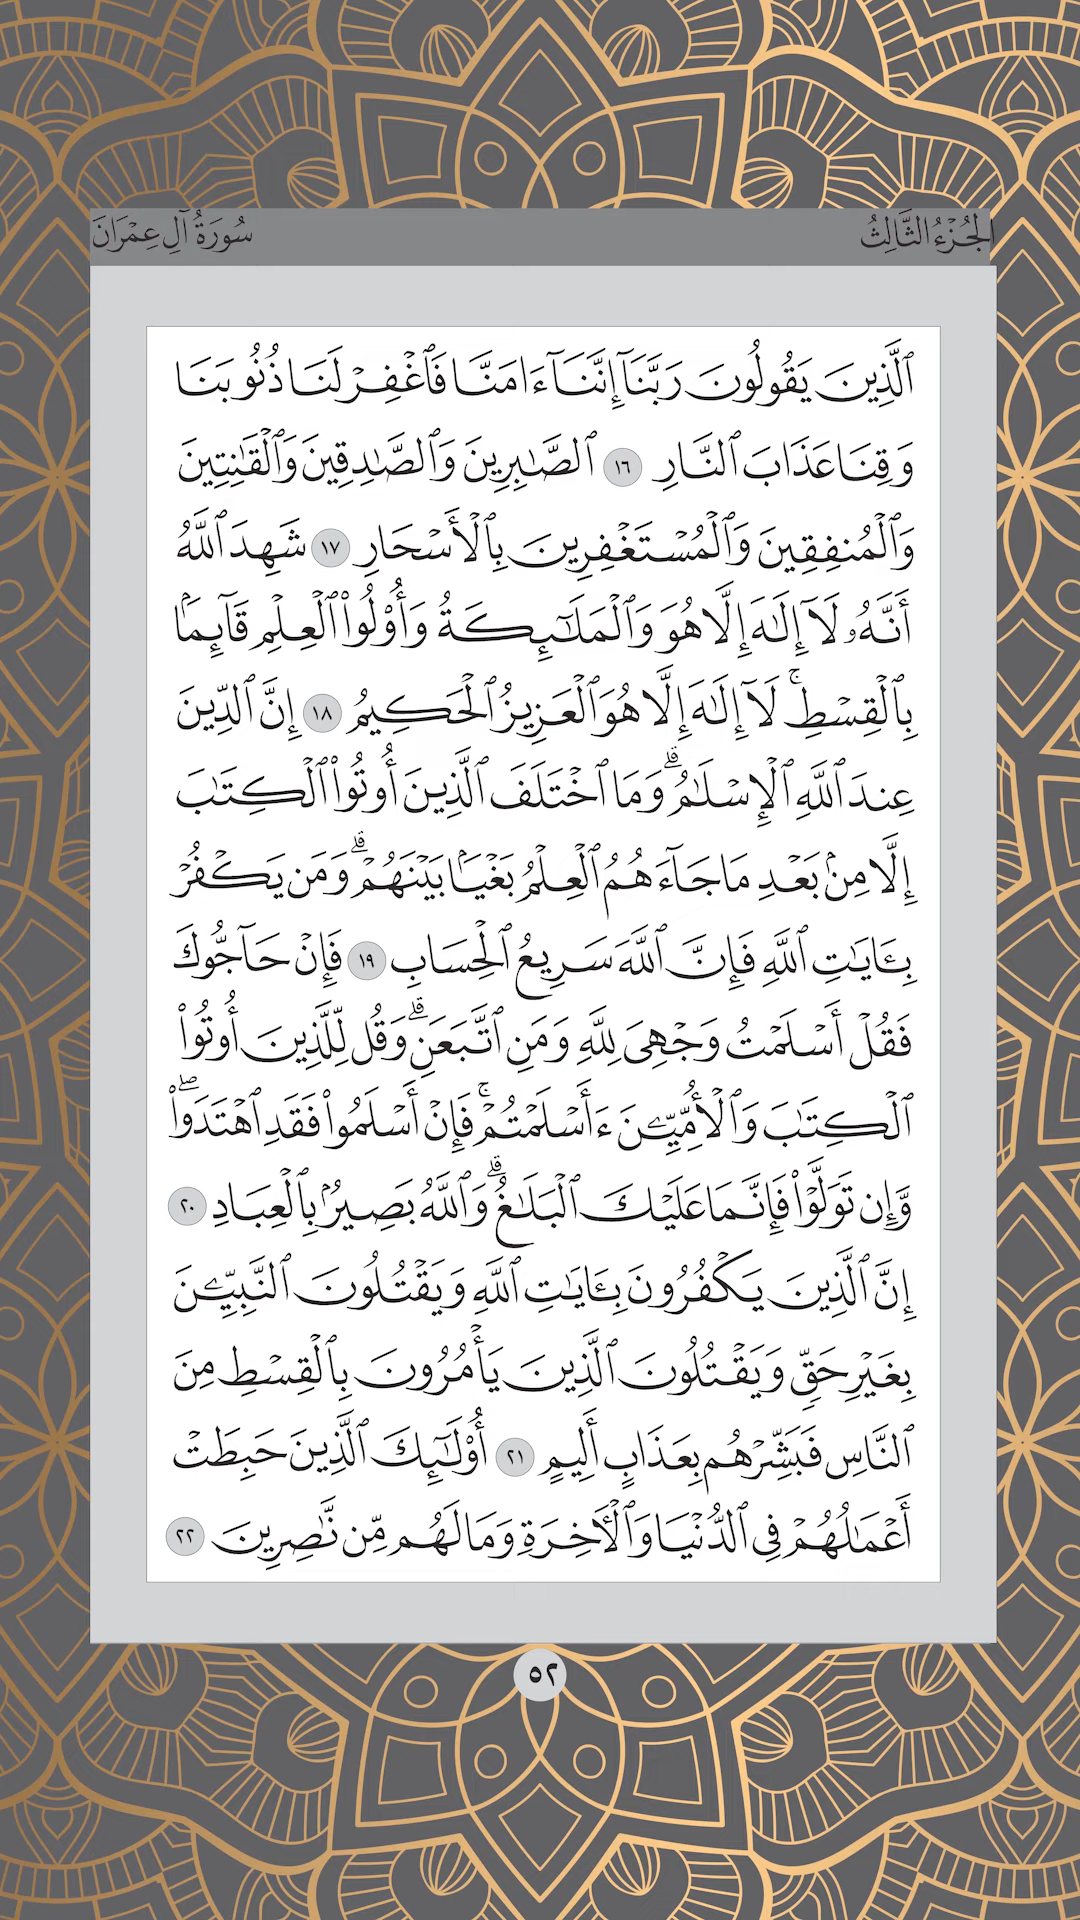 الجُزْءُ الثَّالِثُ
سُورَةُ آلِ عِمْرَانَ
ٱلَّذِينَ يَقُولُونَ رَبَّنَآ إِنَّنَآ ءَامَنَّا فَٱغْفِرْ لَنَا ذُنُوبَنَا
وَقِنَا عَذَابَ ٱلنَّارِ ١٦ ٱلصَّٰبِرِينَ وَٱلصَّٰدِقِينَ وَٱلْقَٰنِتِينَ
وَٱلْمُنفِقِينَ وَٱلْمُسْتَغْفِرِينَ بِٱلْأَسْحَارِ ١٧ شَهِدَ ٱللَّهُ
أَنَّهُۥ لَآ إِلَٰهَ إِلَّا هُوَ وَٱلْمَلَٰٓئِكَةُ وَأُو۟لُوا۟ ٱلْعِلْمِ قَآئِمَۢا
بِٱلْقِسْطِۚ لَآ إِلَٰهَ إِلَّا هُوَ ٱلْعَزِيزُ ٱلْحَكِيمُ ١٨ إِنَّ ٱلدِّينَ
عِندَ ٱللَّهِ ٱلْإِسْلَٰمُۗ وَمَا ٱخْتَلَفَ ٱلَّذِينَ أُوتُوا۟ ٱلْكِتَٰبَ
إِلَّا مِنۢ بَعْدِ مَا جَآءَهُمُ ٱلْعِلْمُ بَغْيَۢا بَيْنَهُمْۗ وَمَن يَكْفُرْ
بِـَٔايَٰتِ ٱللَّهِ فَإِنَّ ٱللَّهَ سَرِيعُ ٱلْحِسَابِ ١٩ فَإِنْ حَآجُّوكَ
فَقُلْ أَسْلَمْتُ وَجْهِىَ لِلَّهِ وَمَنِ ٱتَّبَعَنِۗ وَقُل لِّلَّذِينَ أُوتُوا۟
ٱلْكِتَٰبَ وَٱلْأُمِّيِّـۧنَ ءَأَسْلَمْتُمْۚ فَإِنْ أَسْلَمُوا۟ فَقَدِ ٱهْتَدَوا۟ۖ
وَّإِن تَوَلَّوْا۟ فَإِنَّمَا عَلَيْكَ ٱلْبَلَٰغُۗ وَٱللَّهُ بَصِيرُۢ بِٱلْعِبَادِ ٢٠
إِنَّ ٱلَّذِينَ يَكْفُرُونَ بِـَٔايَٰتِ ٱللَّهِ وَيَقْتُلُونَ ٱلنَّبِيِّـۧنَ
بِغَيْرِ حَقٍّ وَيَقْتُلُونَ ٱلَّذِينَ يَأْمُرُونَ بِٱلْقِسْطِ مِنَ
ٱلنَّاسِ فَبَشِّرْهُم بِعَذَابٍ أَلِيمٍ ٢١ أُو۟لَٰٓئِكَ ٱلَّذِينَ حَبِطَتْ
أَعْمَٰلُهُمْ فِى ٱلدُّنْيَا وَٱلْـَٔاخِرَةِ وَمَا لَهُم مِّن نَّٰصِرِينَ ٢٢
٥٢